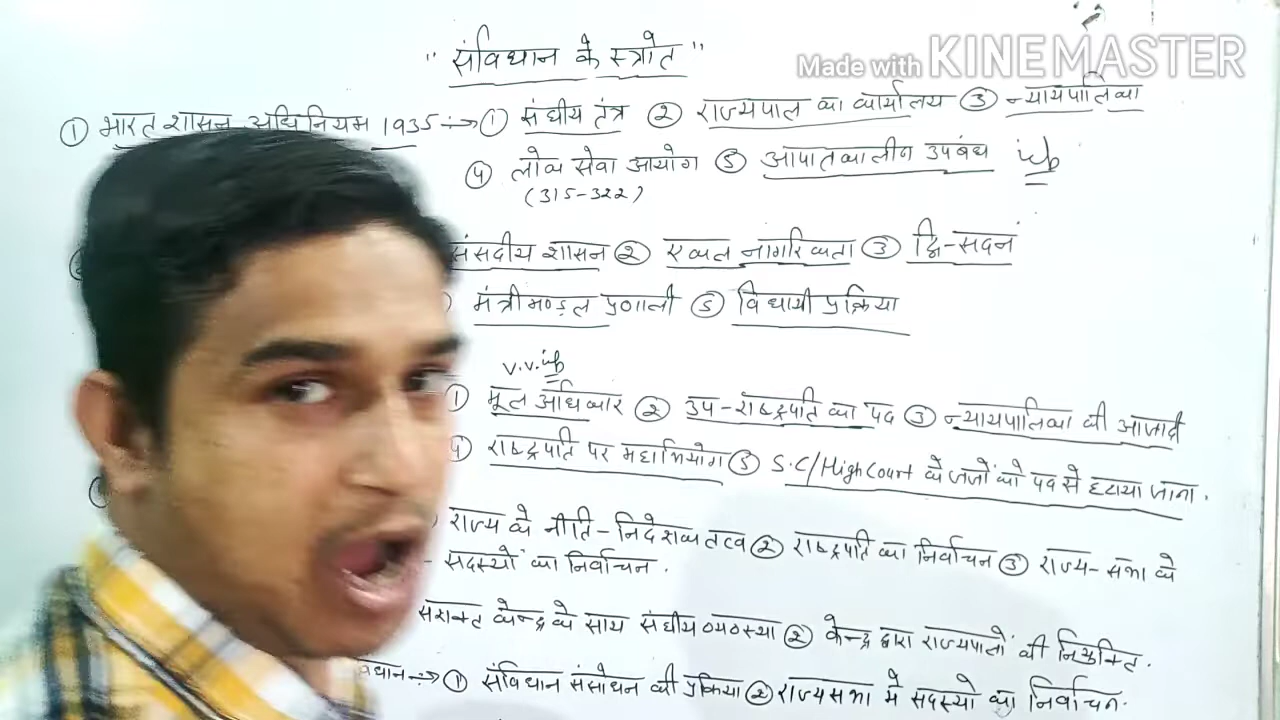 Made with KINEMASTER
" संविधान के स्त्रोत "
① भारत शासन अधिनियम 1935 :→ ① संघीय तंत्र ② राज्यपाल का कार्यालय ③ न्यायपालिका
④ लोक सेवा आयोग ⑤ आपातकालीन उपबंध imp
(315-322)
संसदीय शासन ② एकल नागरिकता ③ द्वि-सदनं
मंत्रीमण्ड़ल प्रणाली ⑤ विधायी प्रक्रिया
v.v.imp
① मूल अधिकार ② उप-राष्ट्रपति का पद ③ न्यायपालिका की आजादी
④ राष्ट्रपति पर महाभियोग ⑤ S.C/High Court के जजों को पद से हटाया जाना.
राज्य के नीति-निदेशक तत्व ② राष्ट्रपति का निर्वाचन ③ राज्य-सभा के
- सदस्यों का निर्वाचन.
सशक्त केन्द्र के साथ संघीय व्यवस्था ② केन्द्र द्वारा राज्यपालों की नियुक्ति.
:→ ① संविधान संसोधन की प्रक्रिया ② राज्यसभा मे सदस्यो का निर्वाचन.